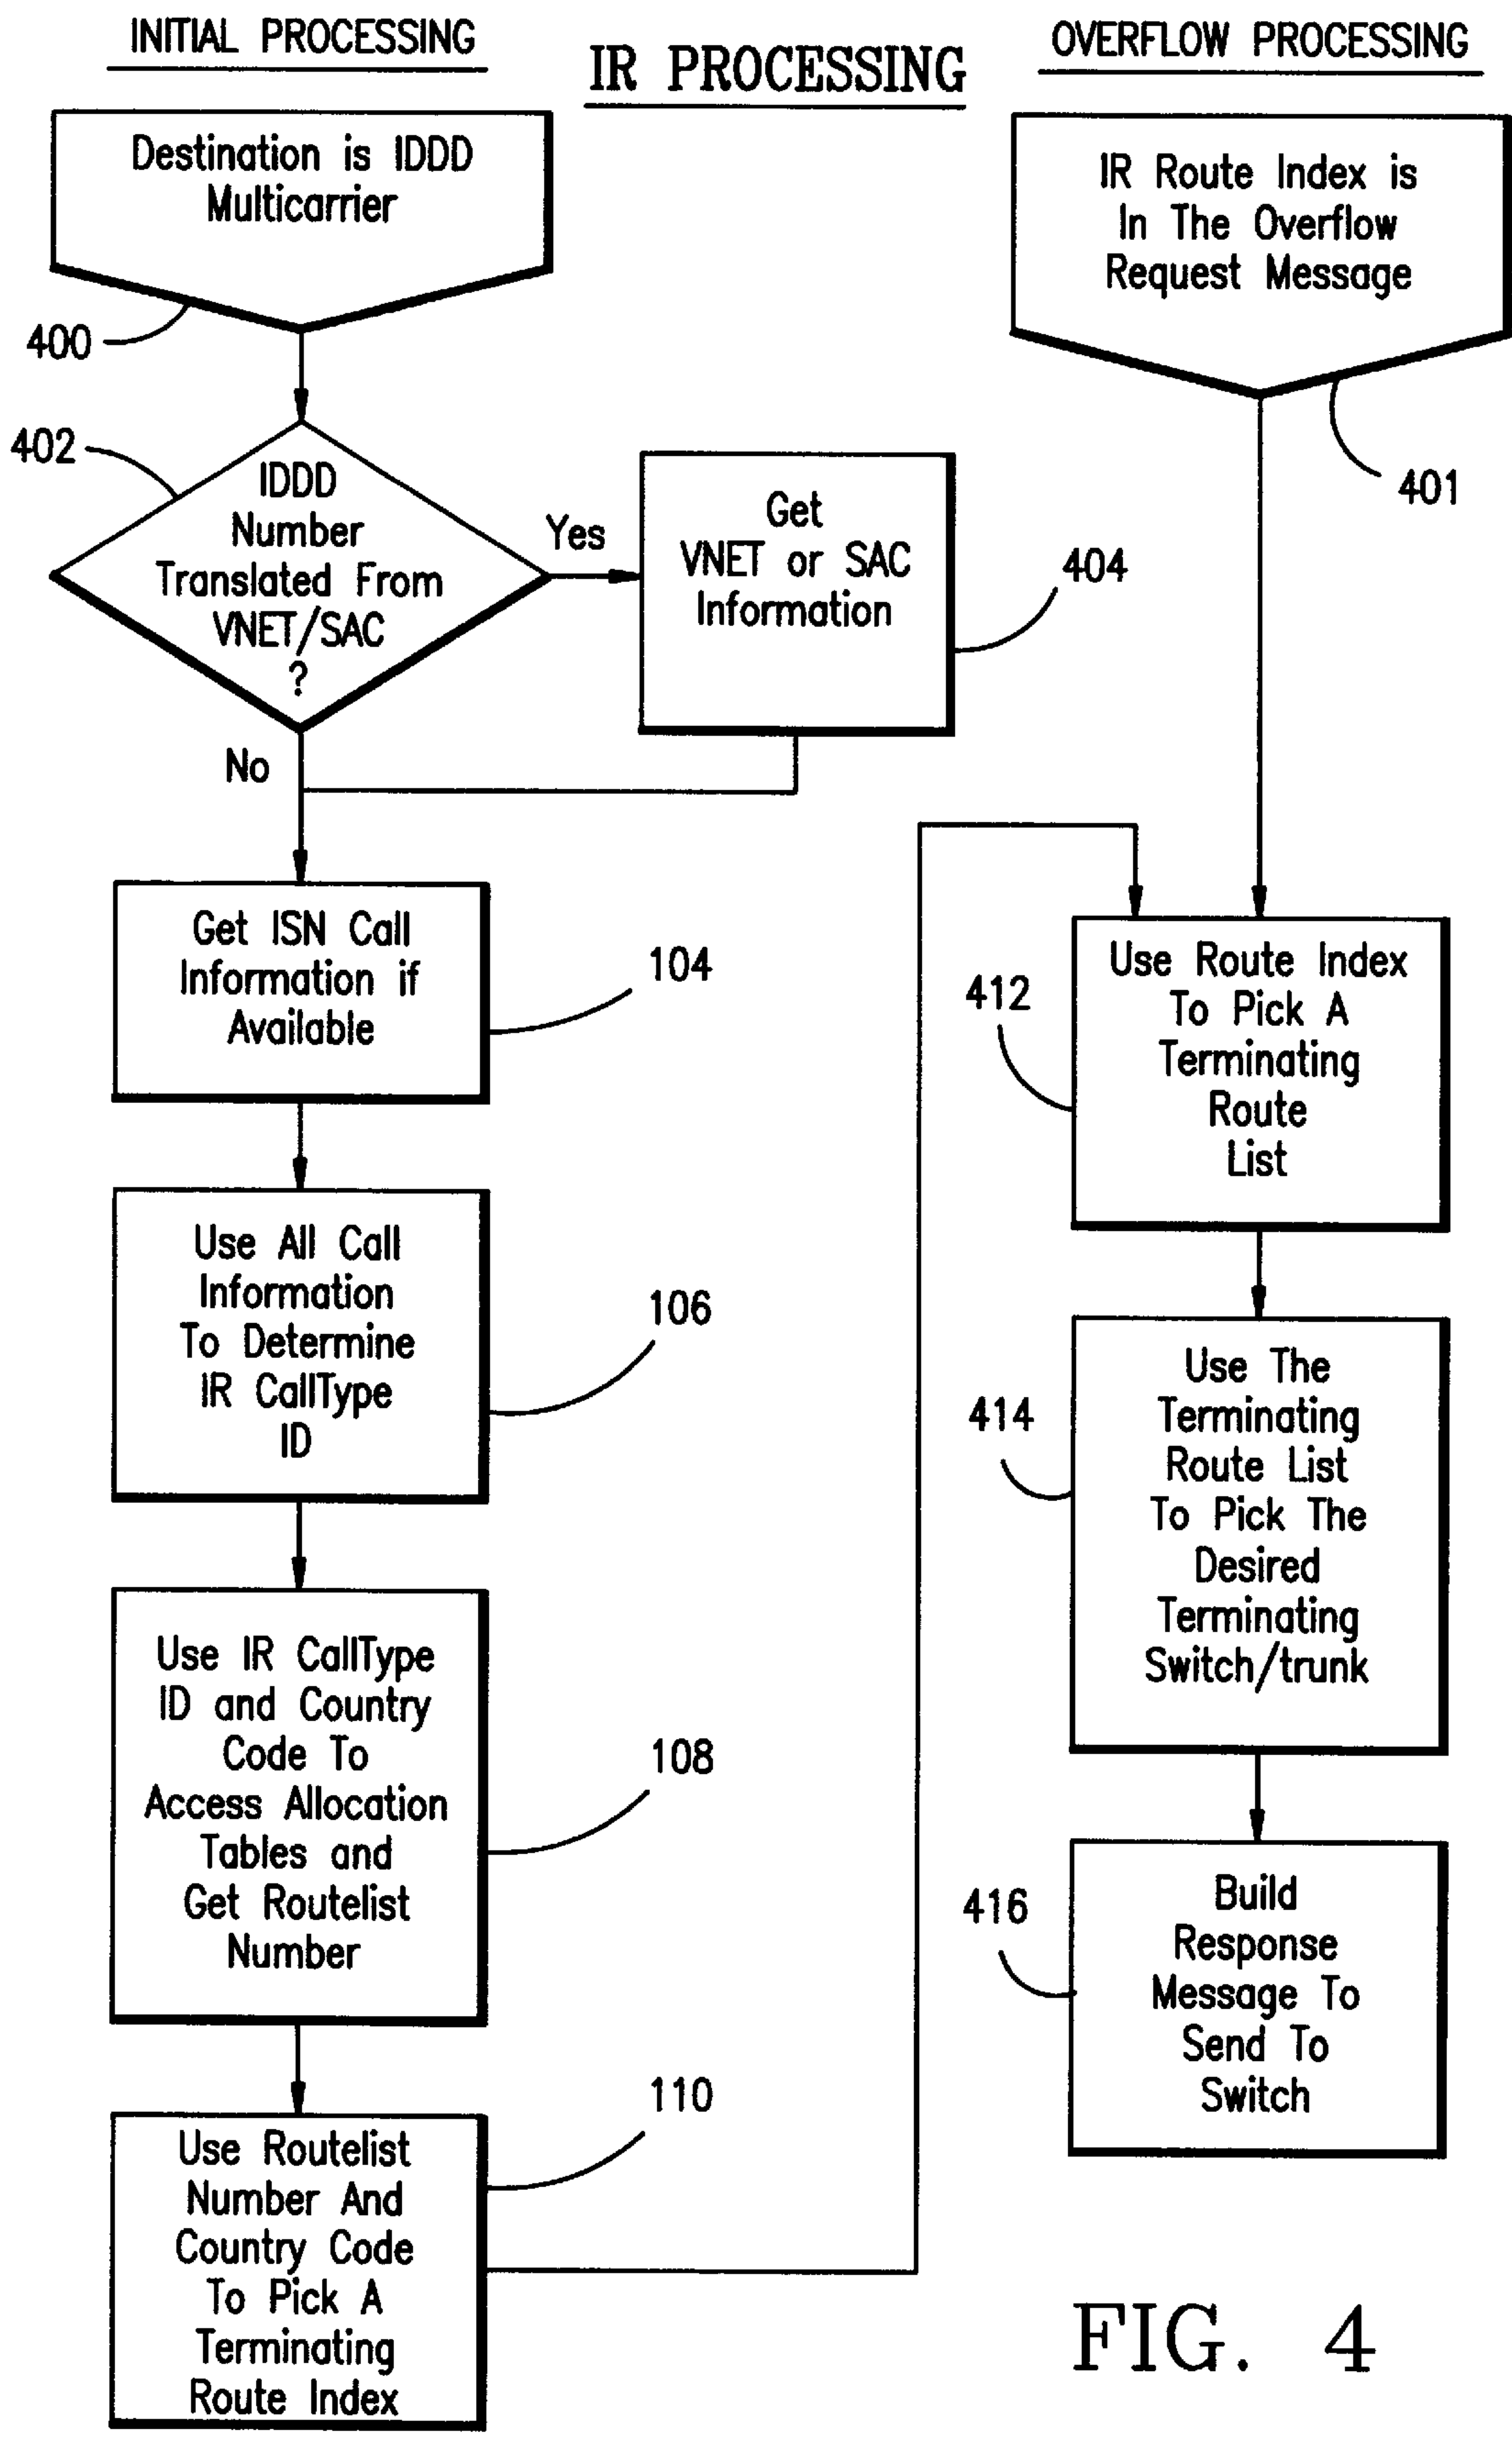 INITIAL PROCESSING
IR PROCESSING
OVERFLOW PROCESSING
Destination is IDDD
Multicarrier
400
IR Route Index is
In The Overflow
Request Message
401
402
IDDD
Number
Translated From
VNET/SAC
?
Yes
No
Get
VNET or SAC
Information
404
Get ISN Call
Information if
Available
104
Use All Call
Information
To Determine
IR CallType
ID
106
Use IR CallType
ID and Country
Code To
Access Allocation
Tables and
Get Routelist
Number
108
Use Routelist
Number And
Country Code
To Pick A
Terminating
Route Index
110
412
Use Route Index
To Pick A
Terminating
Route
List
414
Use The
Terminating
Route List
To Pick The
Desired
Terminating
Switch/trunk
416
Build
Response
Message To
Send To
Switch
FIG. 4